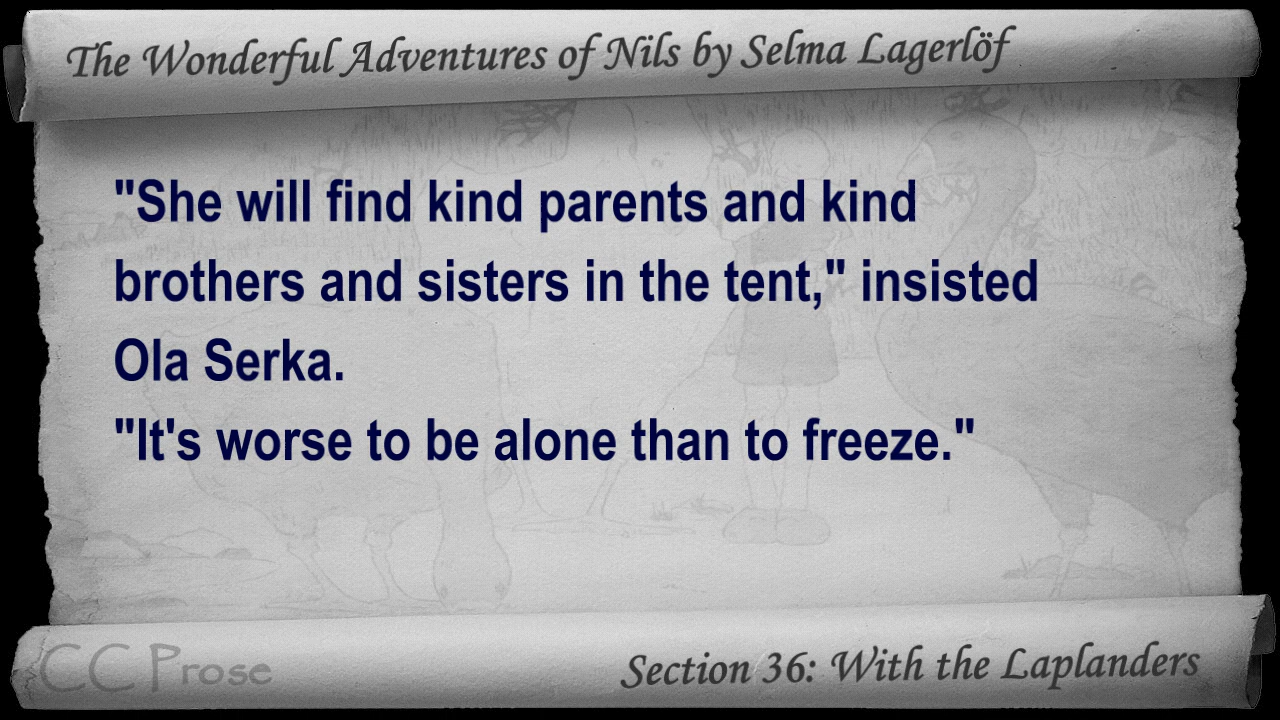 The Wonderful Adventures of Nils by Selma Lagerlöf
"She will find kind parents and kind
brothers and sisters in the tent," insisted
Ola Serka.
"It's worse to be alone than to freeze."
CC Prose
Section 36: With the Laplanders